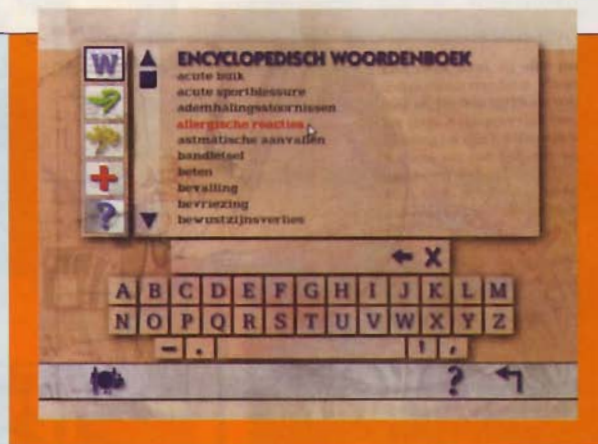 W
ENCYCLOPEDISCH WOORDENBOEK
acute buik
acute sportblessure
ademhalingsstoornissen
allergische reacties
astmatische aanvallen
bandletsel
beten
bevalling
bevriezing
bewustzijnsverlies
?
← X
A B C D E F G H I J K L M
N O P Q R S T U V W X Y Z
- . ' ,
?